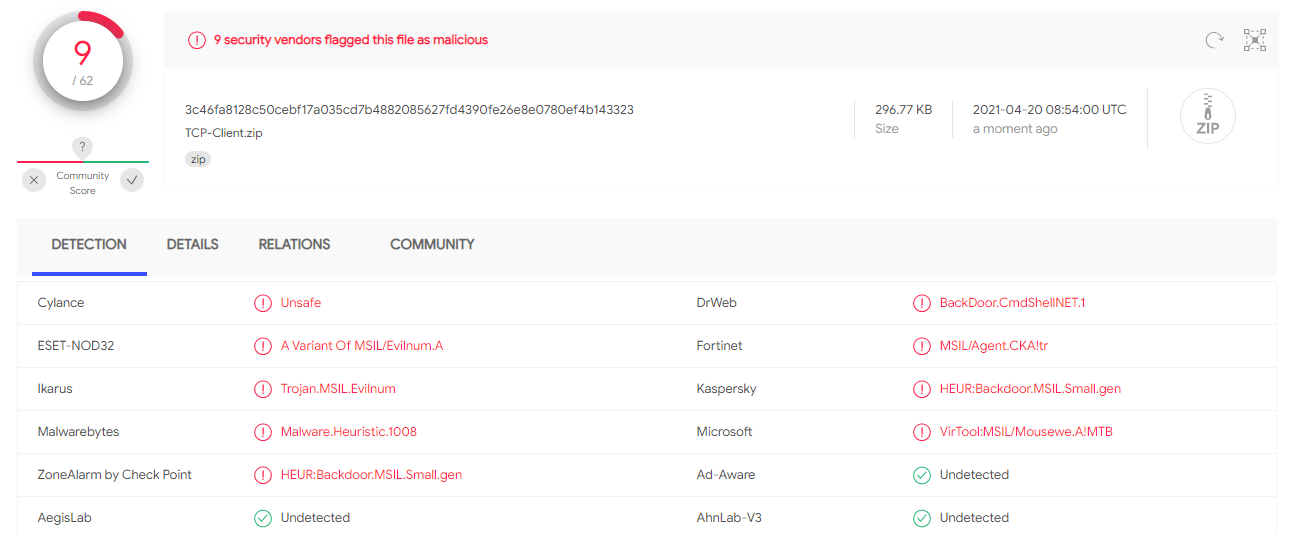 9
/ 62
?
Community
Score
9 security vendors flagged this file as malicious
3c46fa8128c50cebf17a035cd7b4882085627fd4390fe26e8e0780ef4b143323
TCP-Client.zip
zip
296.77 KB
Size
2021-04-20 08:54:00 UTC
a moment ago
ZIP
DETECTION DETAILS RELATIONS COMMUNITY
Cylance Unsafe DrWeb BackDoor.CmdShellNET.1
ESET-NOD32 A Variant Of MSIL/Evilnum.A Fortinet MSIL/Agent.CKA!tr
Ikarus Trojan.MSIL.Evilnum Kaspersky HEUR:Backdoor.MSIL.Small.gen
Malwarebytes Malware.Heuristic.1008 Microsoft VirTool:MSIL/Mousewe.A!MTB
ZoneAlarm by Check Point HEUR:Backdoor.MSIL.Small.gen Ad-Aware Undetected
AegisLab Undetected AhnLab-V3 Undetected